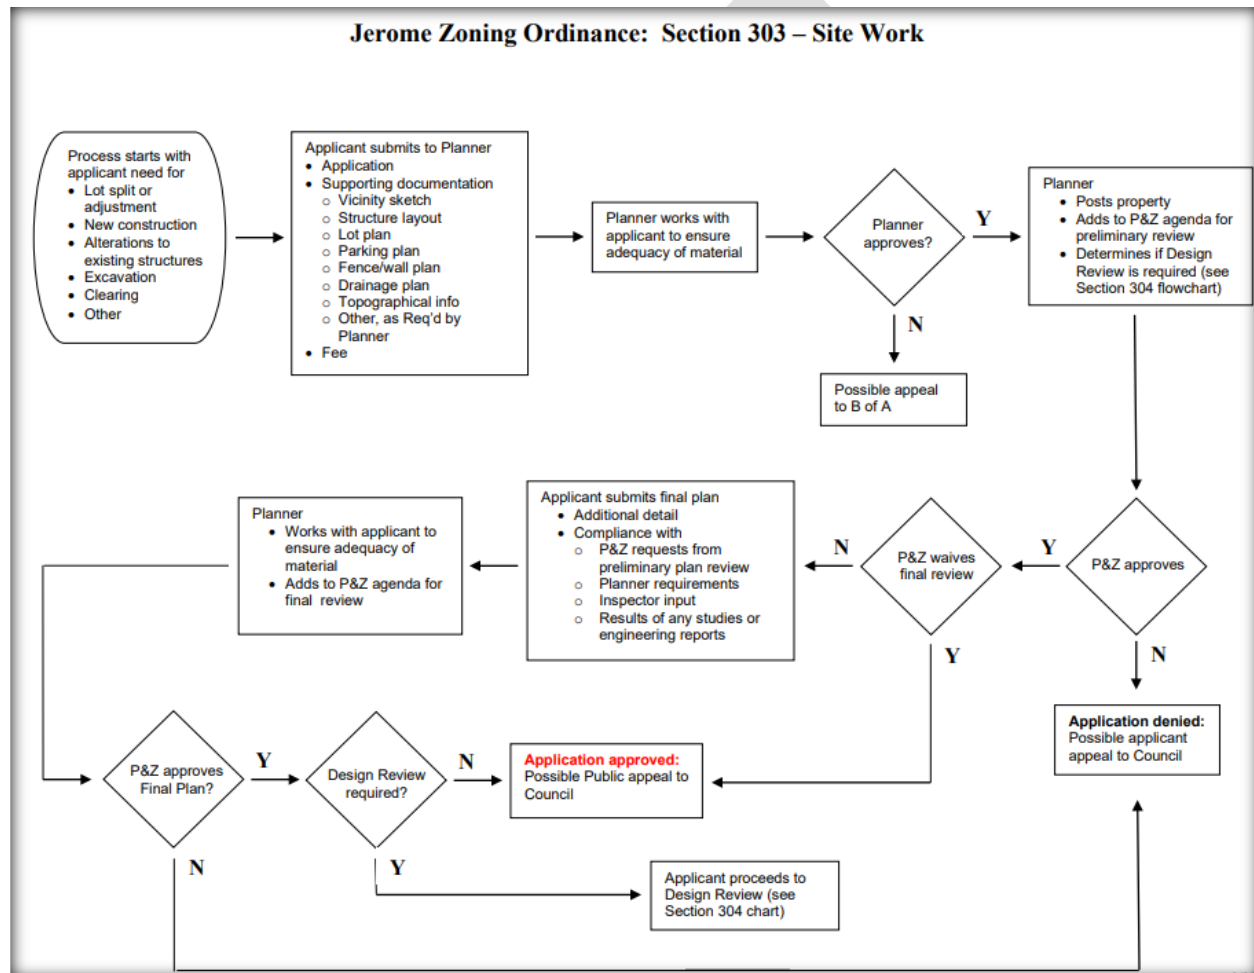 Jerome Zoning Ordinance: Section 303 – Site Work
Process starts with
applicant need for
• Lot split or
adjustment
• New construction
• Alterations to
existing structures
• Excavation
• Clearing
• Other
Applicant submits to Planner
• Application
• Supporting documentation
o Vicinity sketch
o Structure layout
o Lot plan
o Parking plan
o Fence/wall plan
o Drainage plan
o Topographical info
o Other, as Req'd by
Planner
• Fee
Planner works with
applicant to ensure
adequacy of material
Planner
approves?
Y
N
Planner
• Posts property
• Adds to P&Z agenda for
preliminary review
• Determines if Design
Review is required (see
Section 304 flowchart)
Possible appeal
to B of A
P&Z approves
Y
N
P&Z waives
final review
N
Y
Applicant submits final plan
• Additional detail
• Compliance with
o P&Z requests from
preliminary plan review
o Planner requirements
o Inspector input
o Results of any studies or
engineering reports
Planner
• Works with applicant to
ensure adequacy of
material
• Adds to P&Z agenda for
final review
Application denied:
Possible applicant
appeal to Council
P&Z approves
Final Plan?
Y
N
Design Review
required?
N
Y
Application approved:
Possible Public appeal to
Council
Applicant proceeds to
Design Review (see
Section 304 chart)